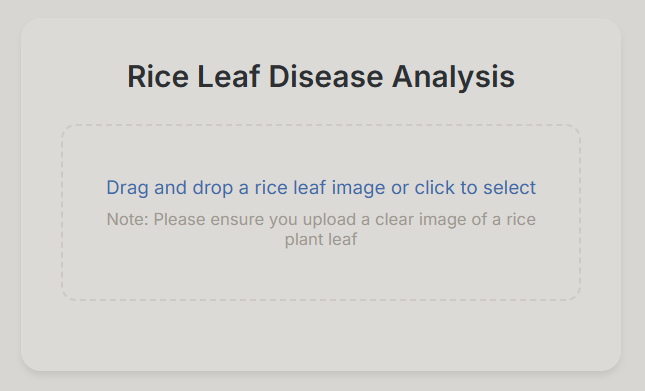 Rice Leaf Disease Analysis
Drag and drop a rice leaf image or click to select
Note: Please ensure you upload a clear image of a rice
plant leaf